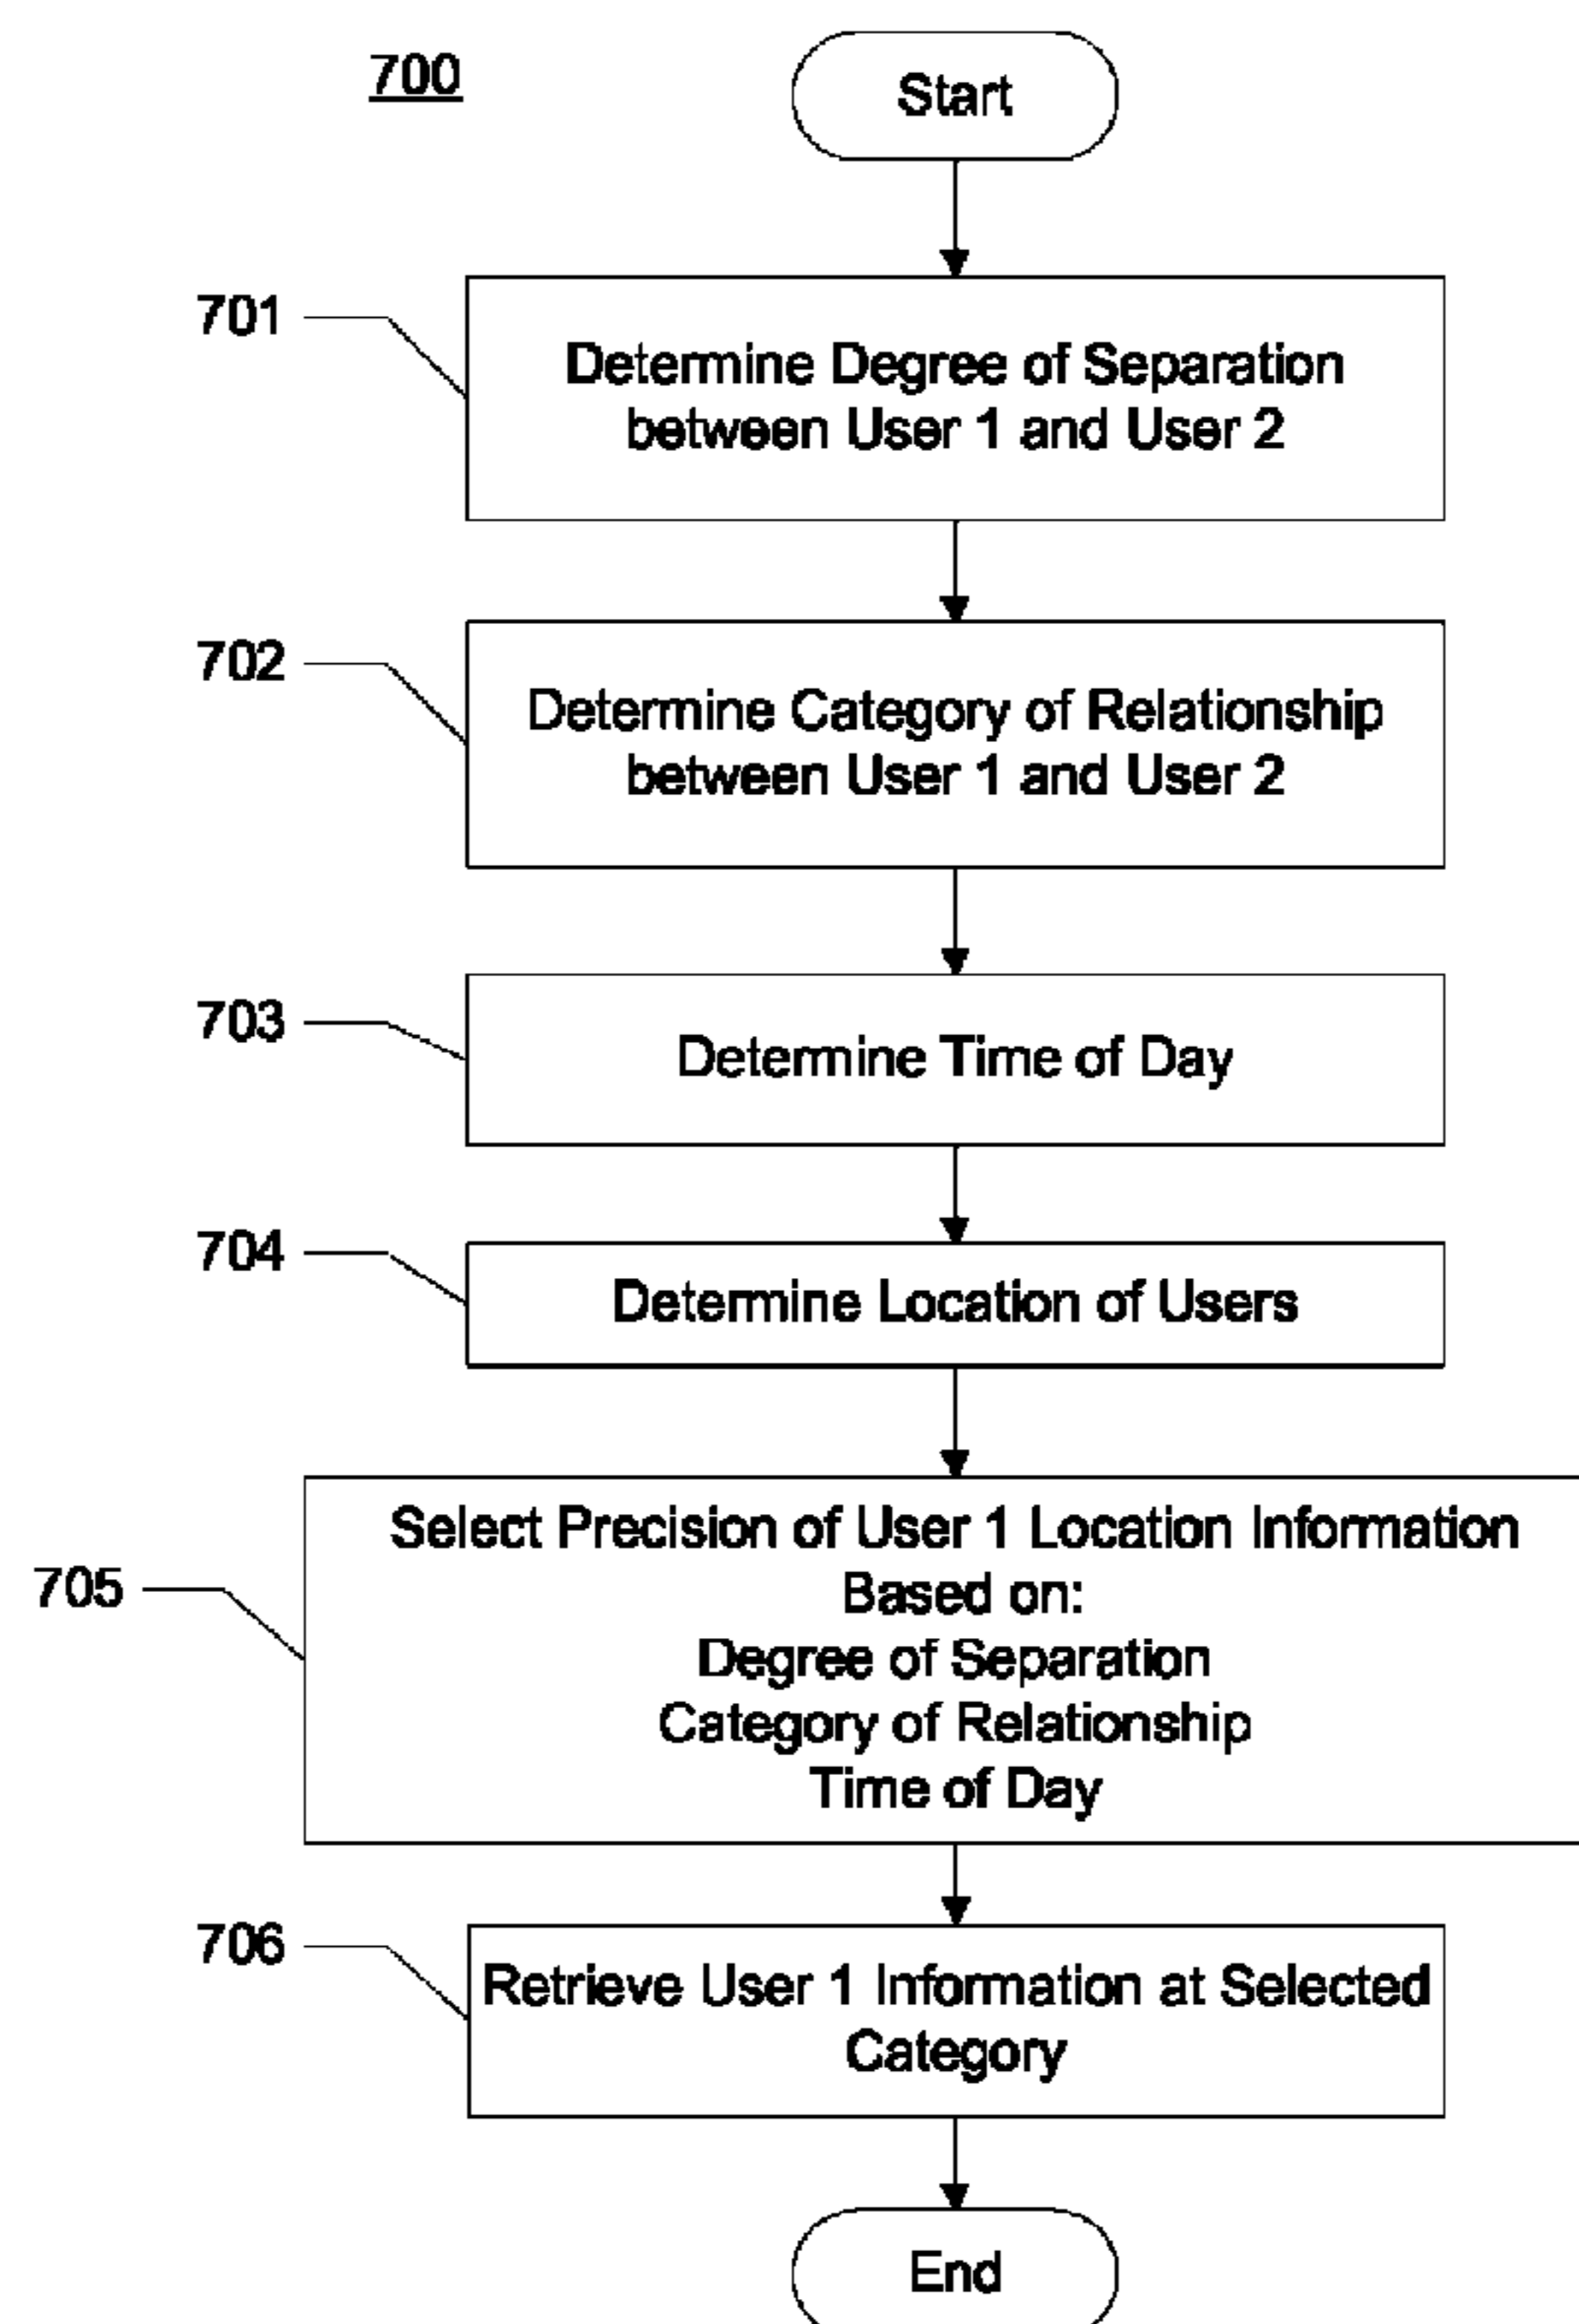 700
Start
701
Determine Degree of Separation
between User 1 and User 2
702
Determine Category of Relationship
between User 1 and User 2
703
Determine Time of Day
704
Determine Location of Users
705
Select Precision of User 1 Location Information
Based on:
Degree of Separation
Category of Relationship
Time of Day
706
Retrieve User 1 Information at Selected
Category
End